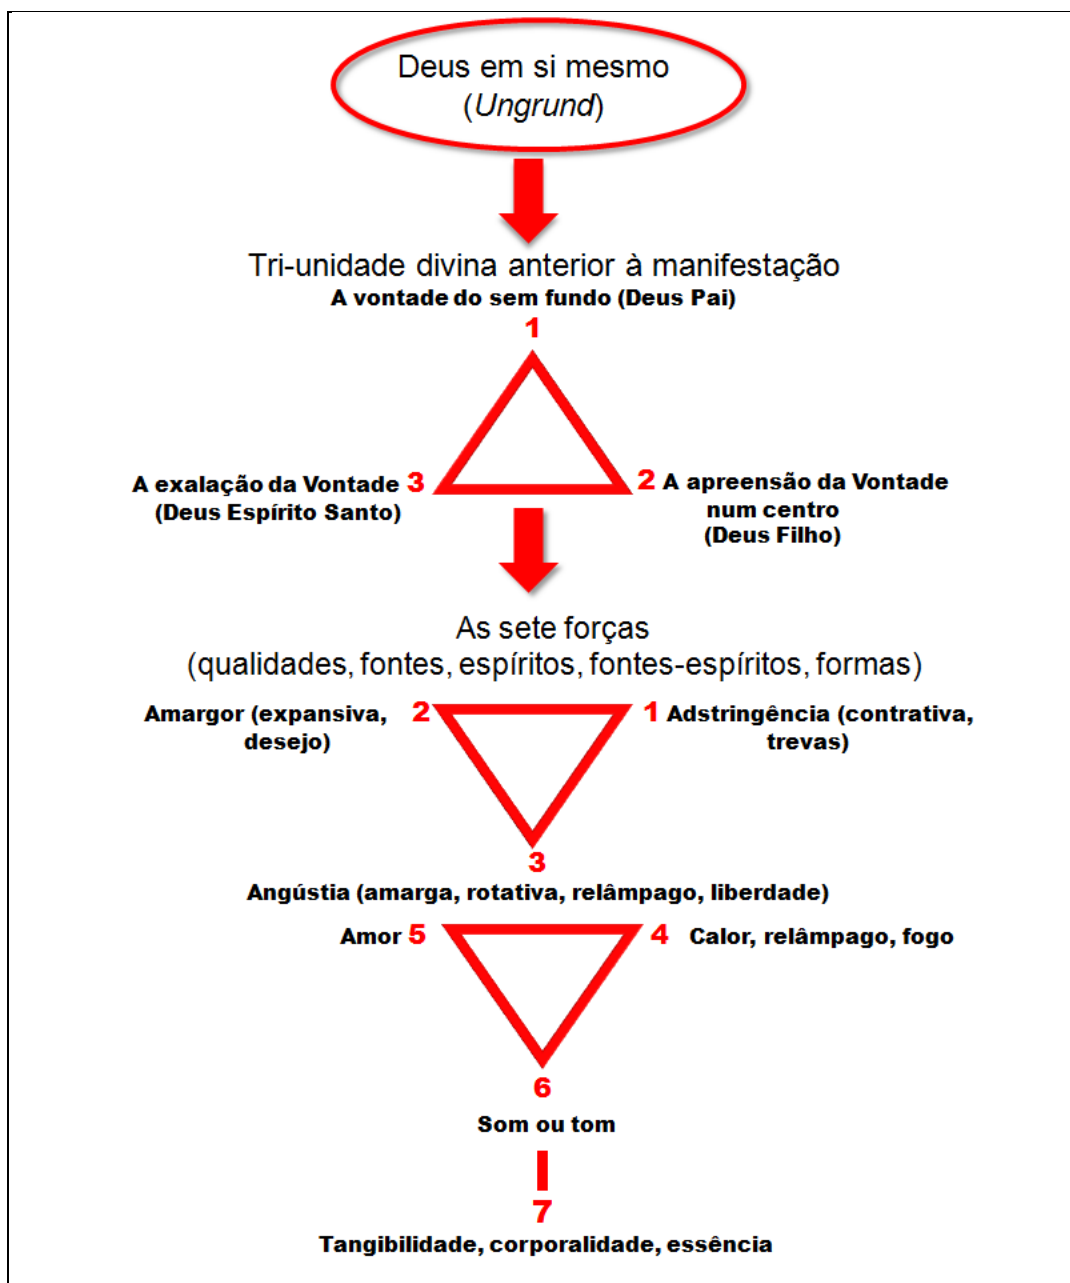 Deus em si mesmo
(Ungrund)
Tri-unidade divina anterior à manifestação
A vontade do sem fundo (Deus Pai)
1
A exalação da Vontade 3
(Deus Espírito Santo)
2 A apreensão da Vontade
num centro
(Deus Filho)
As sete forças
(qualidades, fontes, espíritos, fontes-espíritos, formas)
Amargor (expansiva, 2
desejo)
1 Adstringência (contrativa,
trevas)
3
Angústia (amarga, rotativa, relâmpago, liberdade)
Amor 5
4 Calor, relâmpago, fogo
6
Som ou tom
7
Tangibilidade, corporalidade, essência